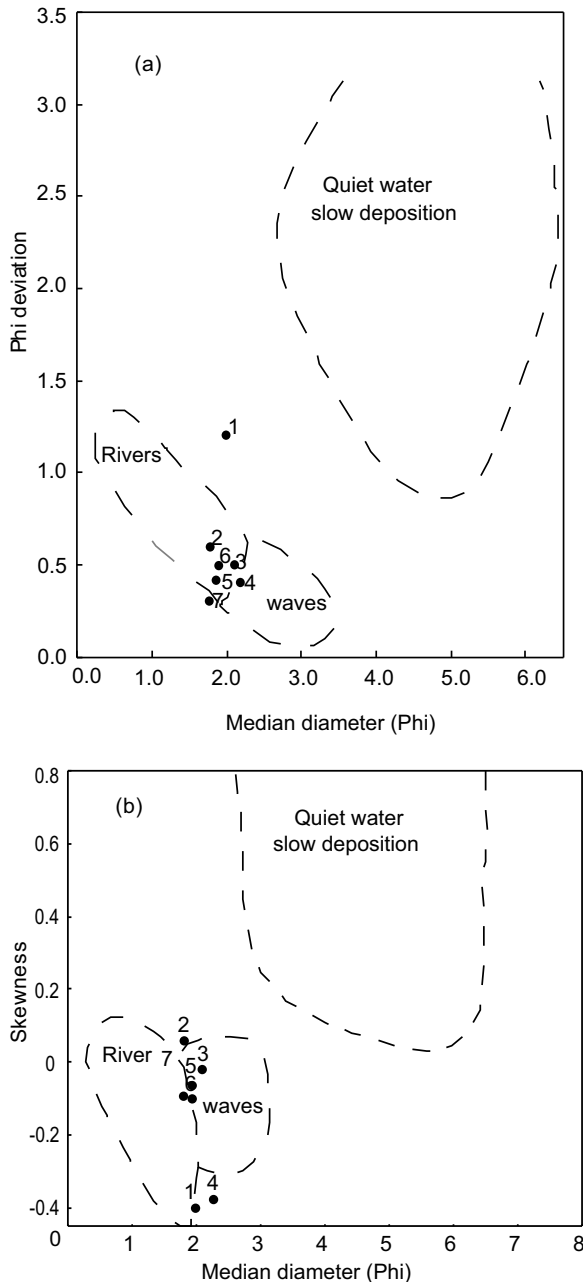 3.5
(a)
3.0
Quiet water
slow deposition
2.5
2.0
Phi deviation
1.5
1
Rivers
1.0
2
6 3
0.5
5 4
7
waves
0.0
0.0 1.0 2.0 3.0 4.0 5.0 6.0
Median diameter (Phi)
0.8
(b)
Quiet water
slow deposition
0.6
0.4
Skewness
0.2
2
River 7 3
0
5
6
waves
-0.2
1 4
-0.4
0 1 2 3 4 5 6 7 8
Median diameter (Phi)